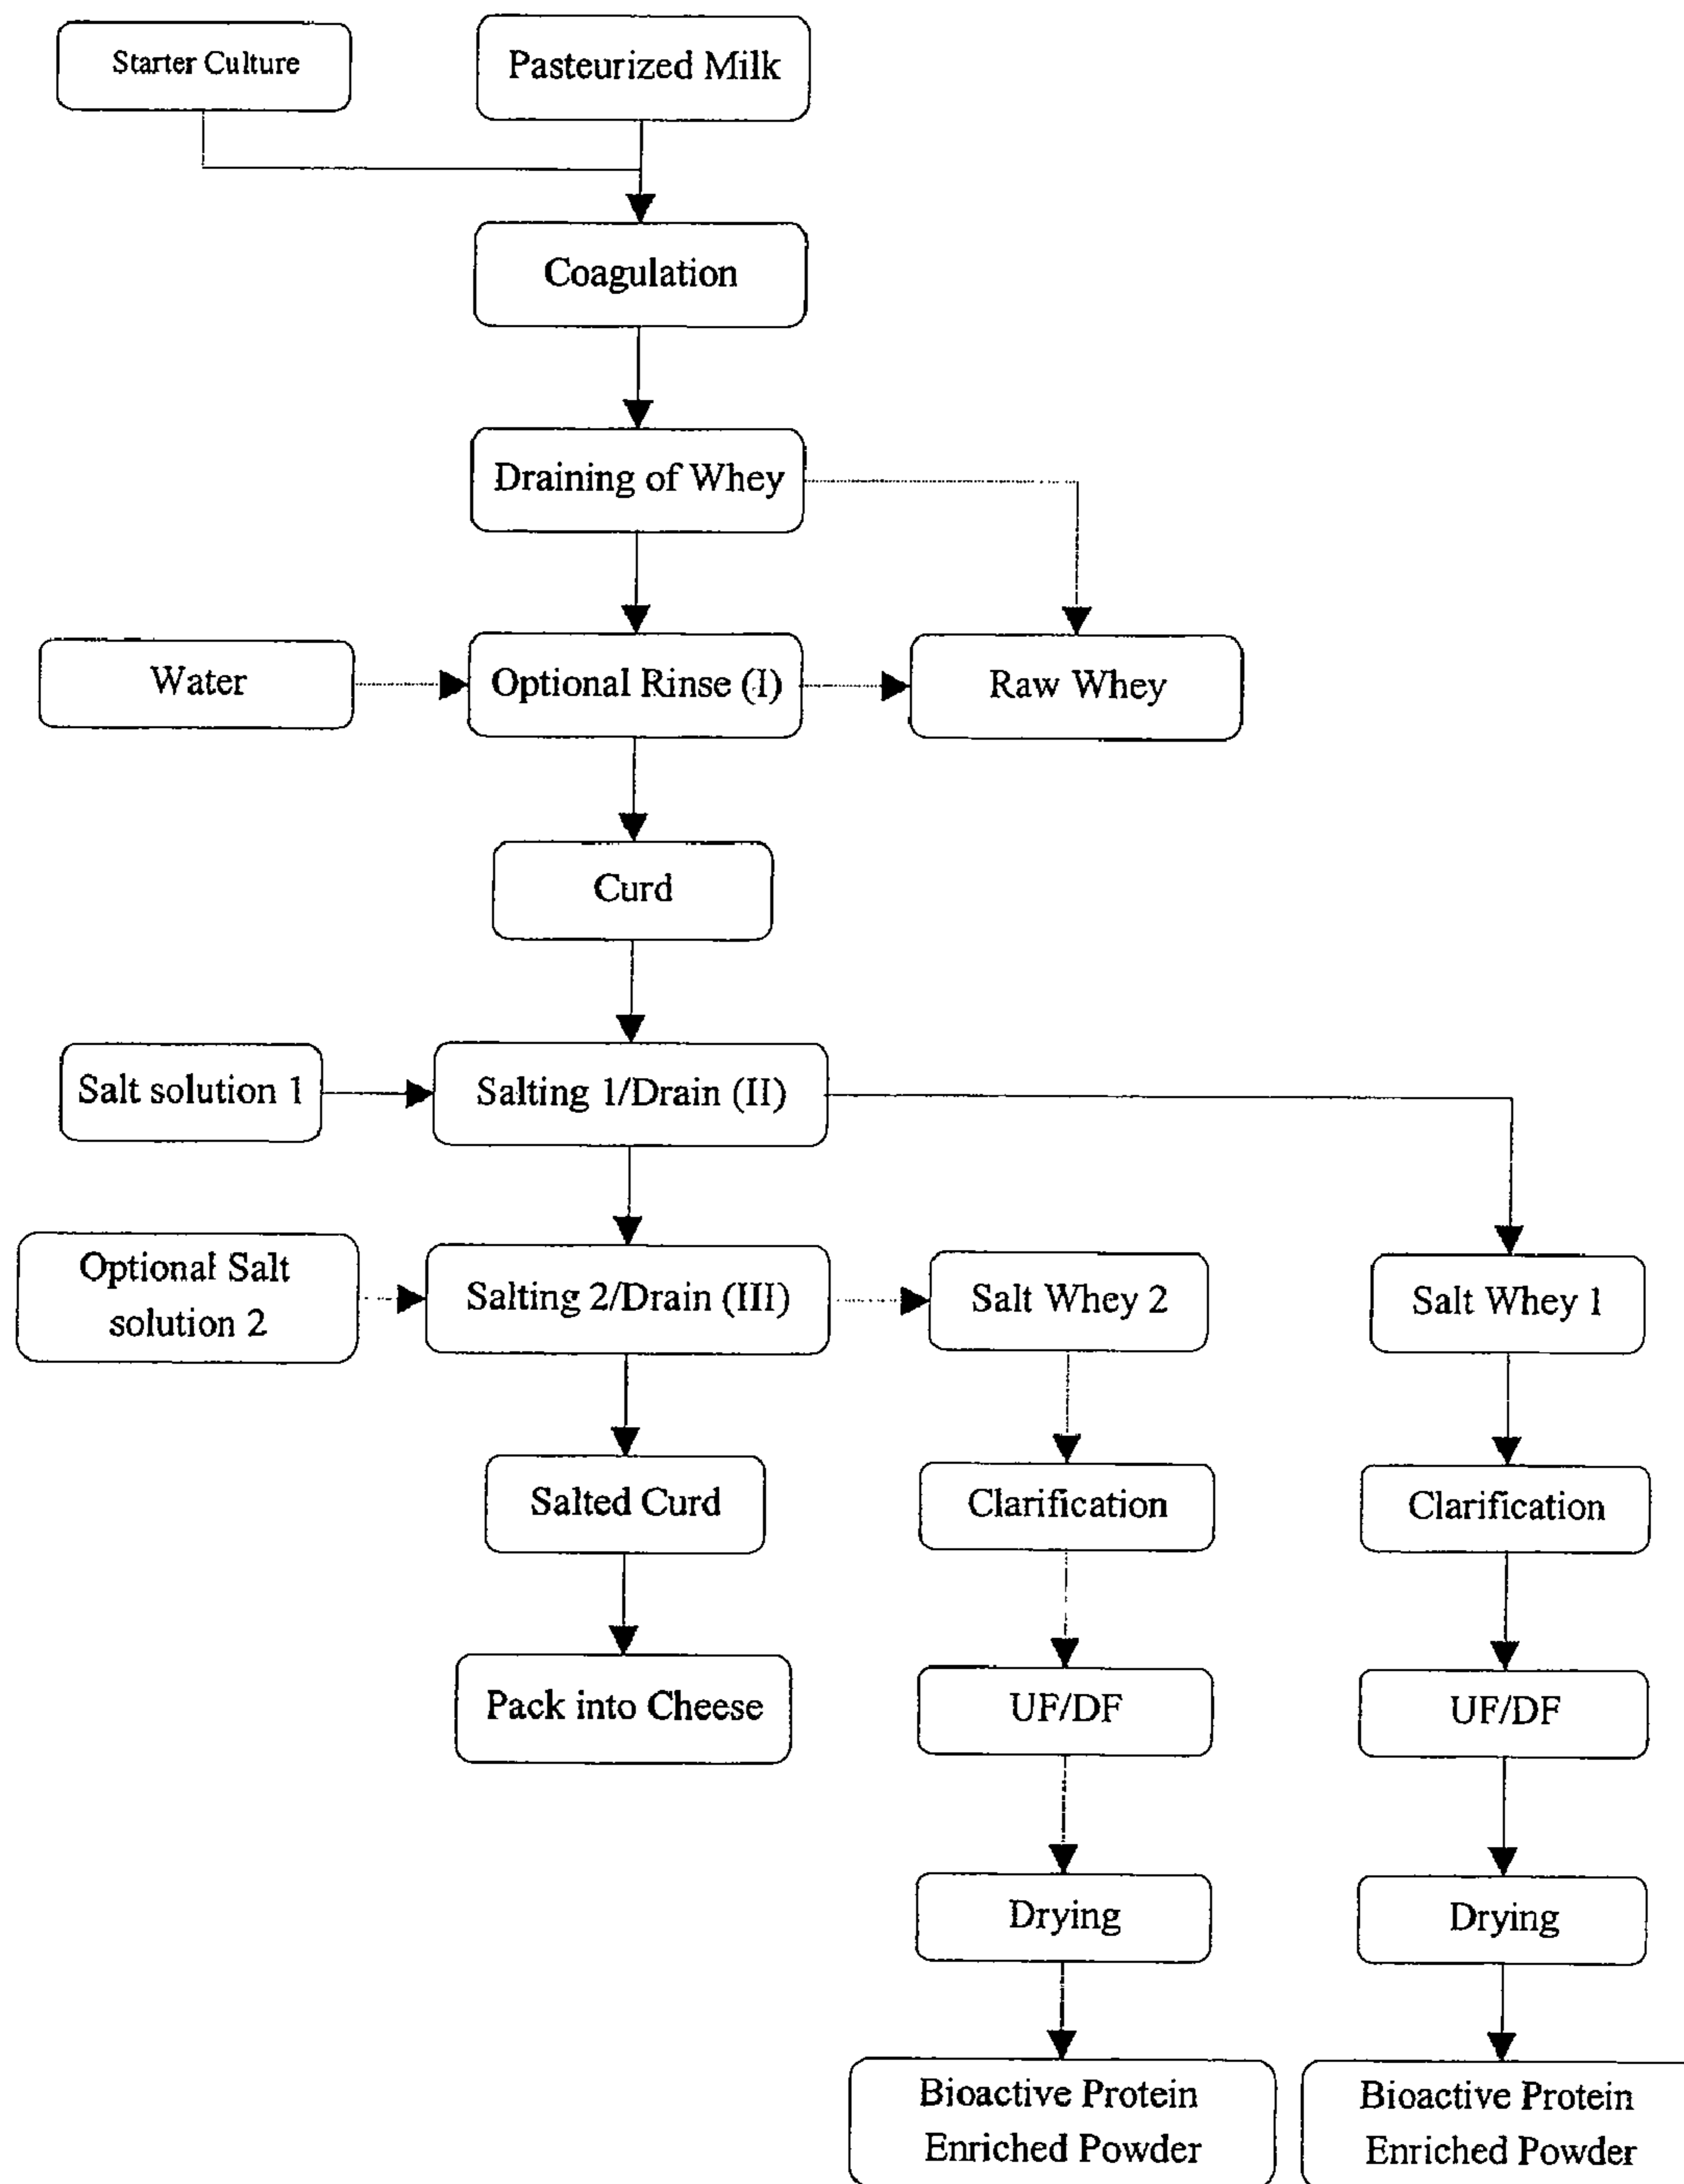 Starter Culture
Pasteurized Milk
Coagulation
Draining of Whey
Water
Optional Rinse (I)
Raw Whey
Curd
Salt solution 1
Salting 1/Drain (II)
Optional Salt
solution 2
Salting 2/Drain (III)
Salt Whey 2
Salt Whey 1
Salted Curd
Clarification
Clarification
Pack into Cheese
UF/DF
UF/DF
Drying
Drying
Bioactive Protein
Enriched Powder
Bioactive Protein
Enriched Powder